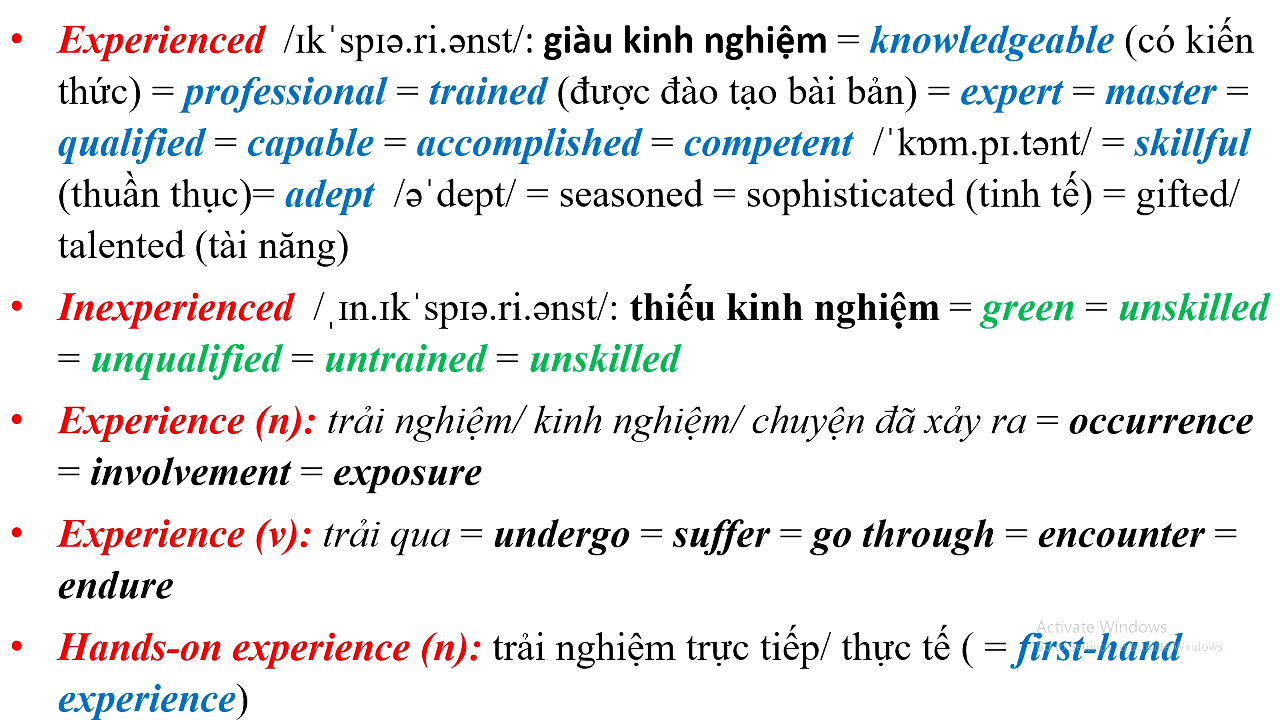 • Experienced /ɪkˈspɪə.ri.ənst/: giàu kinh nghiệm = knowledgeable (có kiến
thức) = professional = trained (được đào tạo bài bản) = expert = master =
qualified = capable = accomplished = competent /ˈkɒm.pɪ.tənt/ = skillful
(thuần thục)= adept /əˈdept/ = seasoned = sophisticated (tinh tế) = gifted/
talented (tài năng)
• Inexperienced /ˌɪn.ɪkˈspɪə.ri.ənst/: thiếu kinh nghiệm = green = unskilled
= unqualified = untrained = unskilled
• Experience (n): trải nghiệm/ kinh nghiệm/ chuyện đã xảy ra = occurrence
= involvement = exposure
• Experience (v): trải qua = undergo = suffer = go through = encounter =
endure
Activate Windows
• Hands-on experience (n): trải nghiệm trực tiếp/ thực tế ( = first-hand
experience)